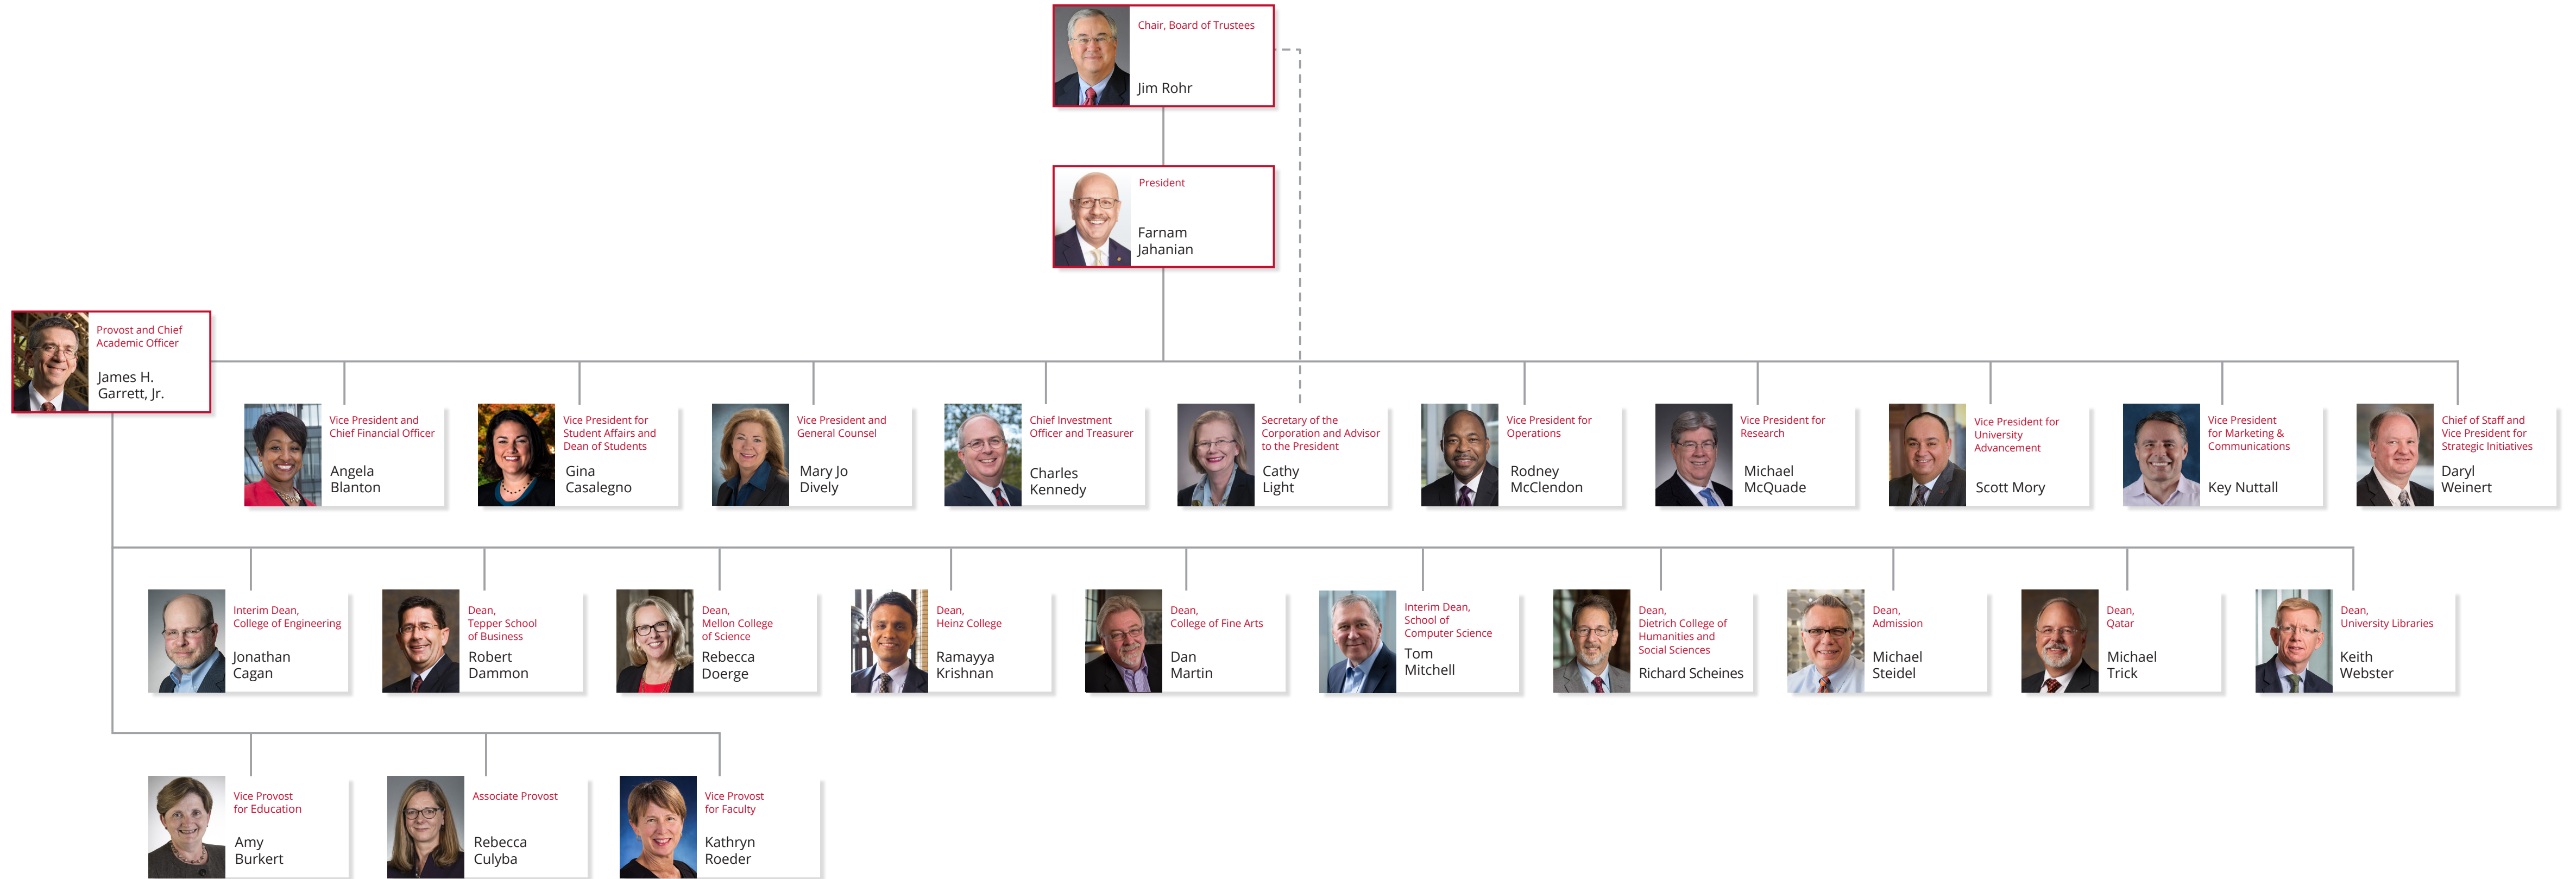 Chair, Board of Trustees
Jim Rohr
President
Farnam
Jahanian
Provost and Chief
Academic Officer
James H.
Garrett, Jr.
Vice President and
Chief Financial Officer
Angela
Blanton
Vice President for
Student Affairs and
Dean of Students
Gina
Casalegno
Vice President and
General Counsel
Mary Jo
Dively
Chief Investment
Officer and Treasurer
Charles
Kennedy
Secretary of the
Corporation and Advisor
to the President
Cathy
Light
Vice President for
Operations
Rodney
McClendon
Vice President for
Research
Michael
McQuade
Vice President for
University
Advancement
Scott Mory
Vice President
for Marketing &
Communications
Key Nuttall
Chief of Staff and
Vice President for
Strategic Initiatives
Daryl
Weinert
Interim Dean,
College of Engineering
Jonathan
Cagan
Dean,
Tepper School
of Business
Robert
Dammon
Dean,
Mellon College
of Science
Rebecca
Doerge
Dean,
Heinz College
Ramayya
Krishnan
Dean,
College of Fine Arts
Dan
Martin
Interim Dean,
School of
Computer Science
Tom
Mitchell
Dean,
Dietrich College of
Humanities and
Social Sciences
Richard Scheines
Dean,
Admission
Michael
Steidel
Dean,
Qatar
Michael
Trick
Dean,
University Libraries
Keith
Webster
Vice Provost
for Education
Amy
Burkert
Associate Provost
Rebecca
Culyba
Vice Provost
for Faculty
Kathryn
Roeder